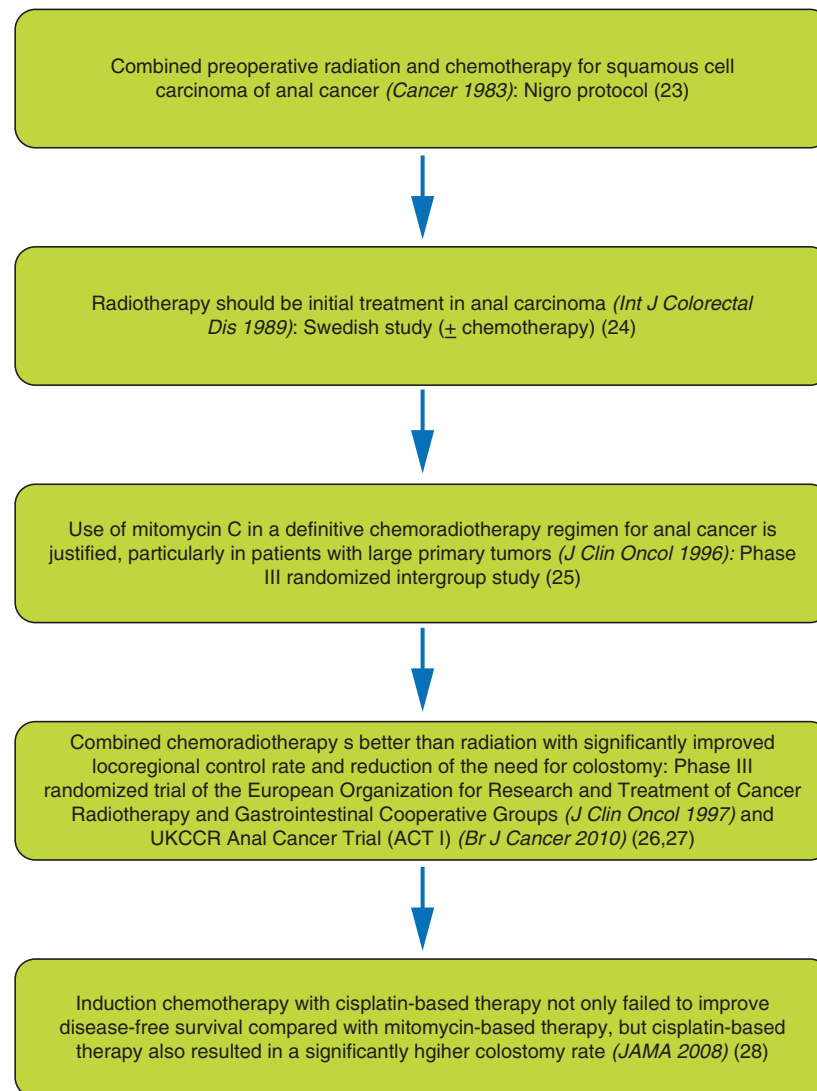 Combined preoperative radiation and chemotherapy for squamous cell
carcinoma of anal cancer (Cancer 1983): Nigro protocol (23)
Radiotherapy should be initial treatment in anal carcinoma (Int J Colorectal
Dis 1989): Swedish study (± chemotherapy) (24)
Use of mitomycin C in a definitive chemoradiotherapy regimen for anal cancer is
justified, particularly in patients with large primary tumors (J Clin Oncol 1996): Phase
III randomized intergroup study (25)
Combined chemoradiotherapy s better than radiation with significantly improved
locoregional control rate and reduction of the need for colostomy: Phase III
randomized trial of the European Organization for Research and Treatment of Cancer
Radiotherapy and Gastrointestinal Cooperative Groups (J Clin Oncol 1997) and
UKCCR Anal Cancer Trial (ACT I) (Br J Cancer 2010) (26,27)
Induction chemotherapy with cisplatin-based therapy not only failed to improve
disease-free survival compared with mitomycin-based therapy, but cisplatin-based
therapy also resulted in a significantly hgiher colostomy rate (JAMA 2008) (28)